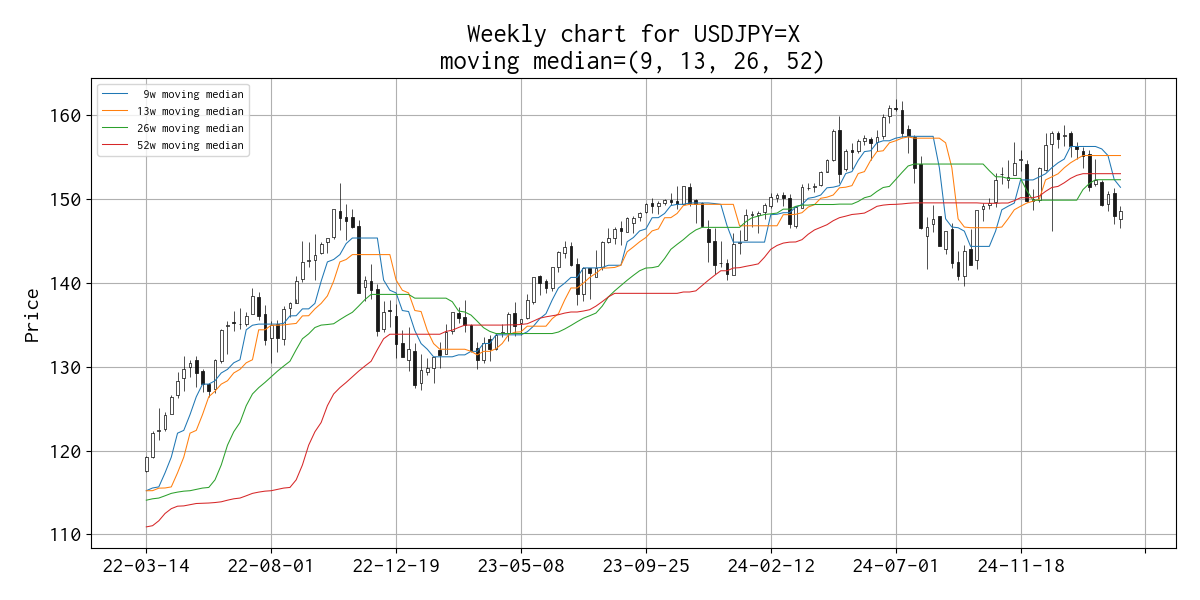 Weekly chart for USDJPY=X
moving median=(9, 13, 26, 52)
9w moving median
13w moving median
26w moving median
52w moving median
Price
160
150
140
130
120
110
22-03-14 22-08-01 22-12-19 23-05-08 23-09-25 24-02-12 24-07-01 24-11-18